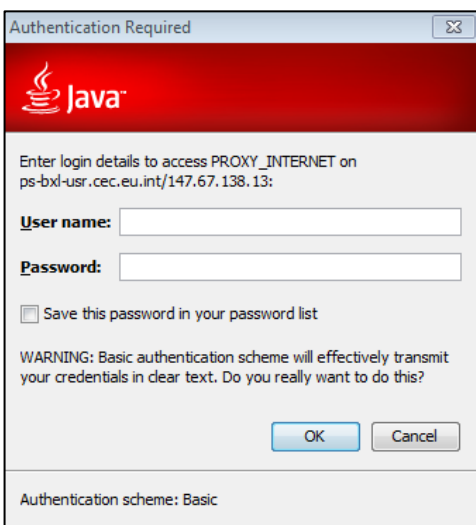 Authentication Required
Java™
Enter login details to access PROXY_INTERNET on
ps-bxl-usr.cec.eu.int/147.67.138.13:
User name:
Password:
Save this password in your password list
WARNING: Basic authentication scheme will effectively transmit
your credentials in clear text. Do you really want to do this?
OK Cancel
Authentication scheme: Basic